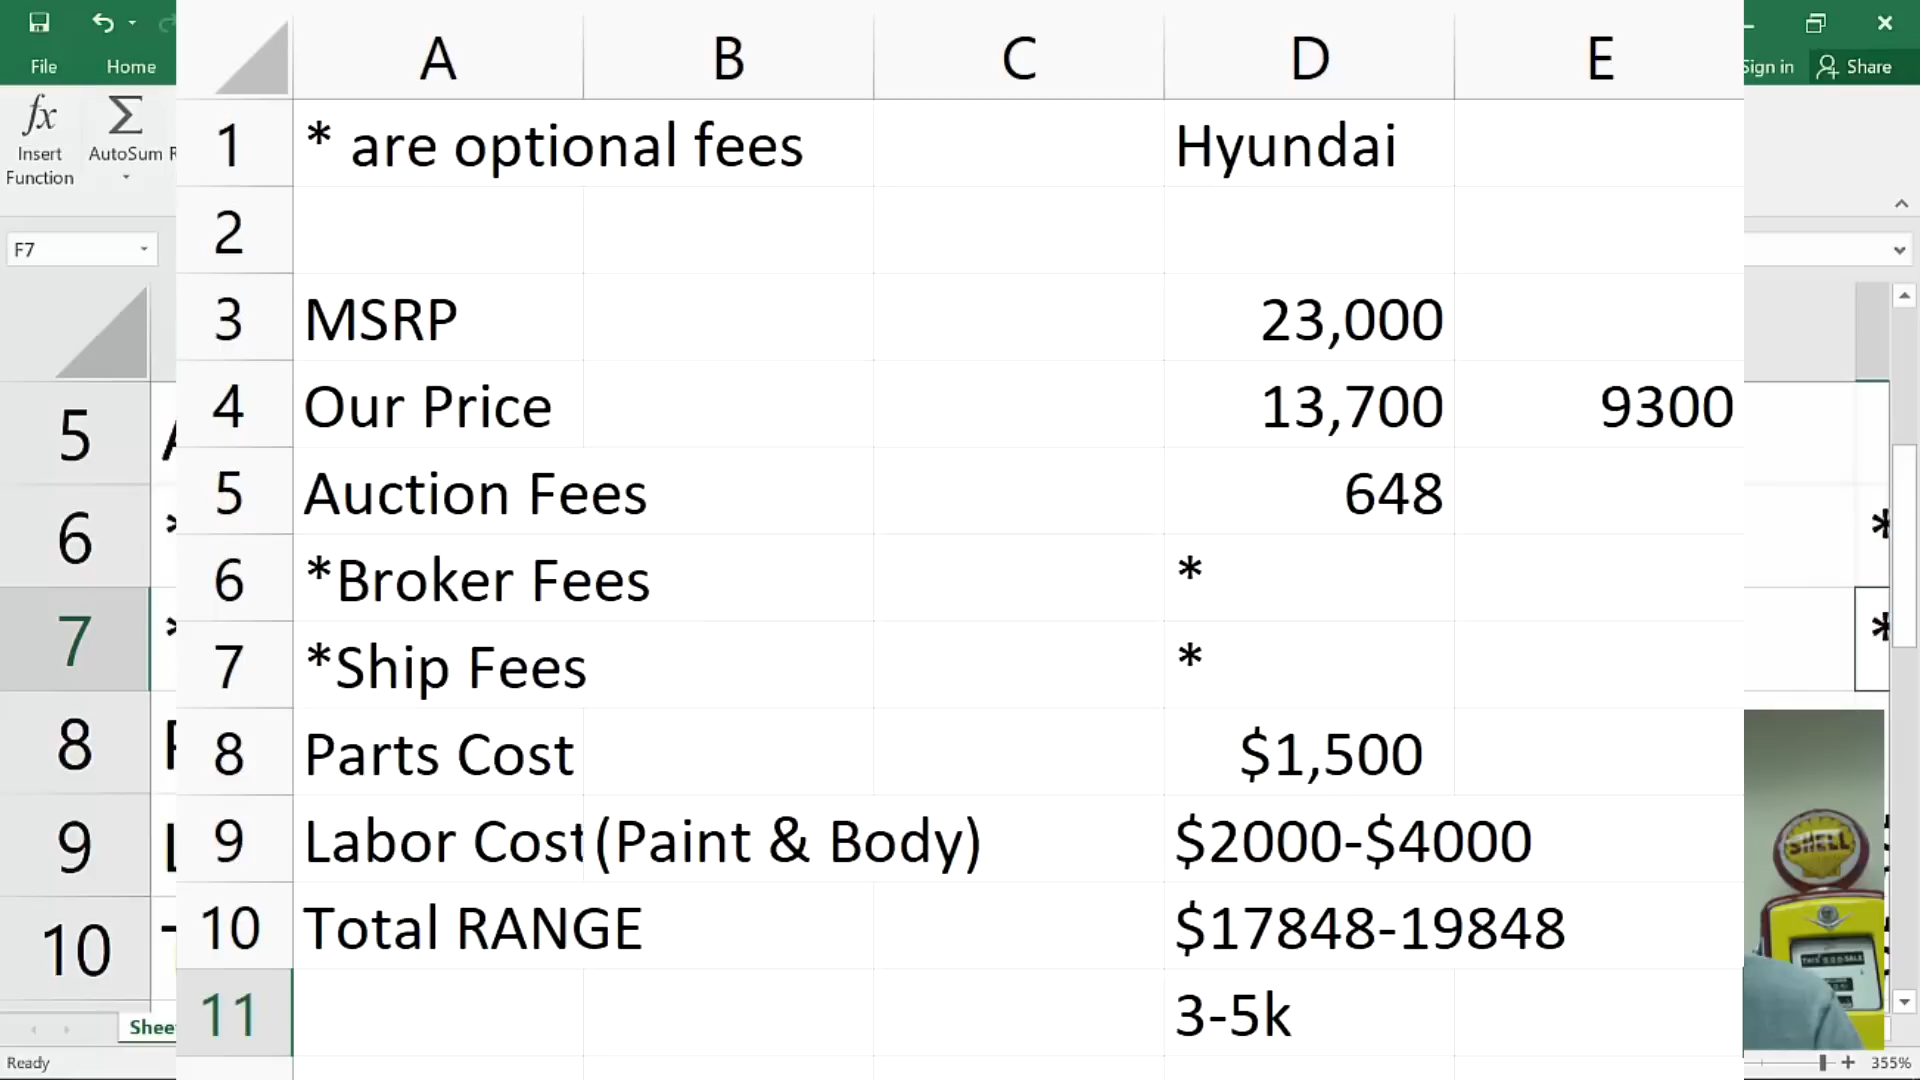 File Home Sign in Share
fx
Insert Function
AutoSum
F7
A B C D E
1 * are optional fees Hyundai
2
3 MSRP 23,000
4 Our Price 13,700 9300
5 Auction Fees 648
6 *Broker Fees *
7 *Ship Fees *
8 Parts Cost $1,500
9 Labor Cost (Paint & Body) $2000-$4000
10 Total RANGE $17848-19848
11 3-5k
5
6 *
7 *
8
9
10
SHELL
Ready 355%